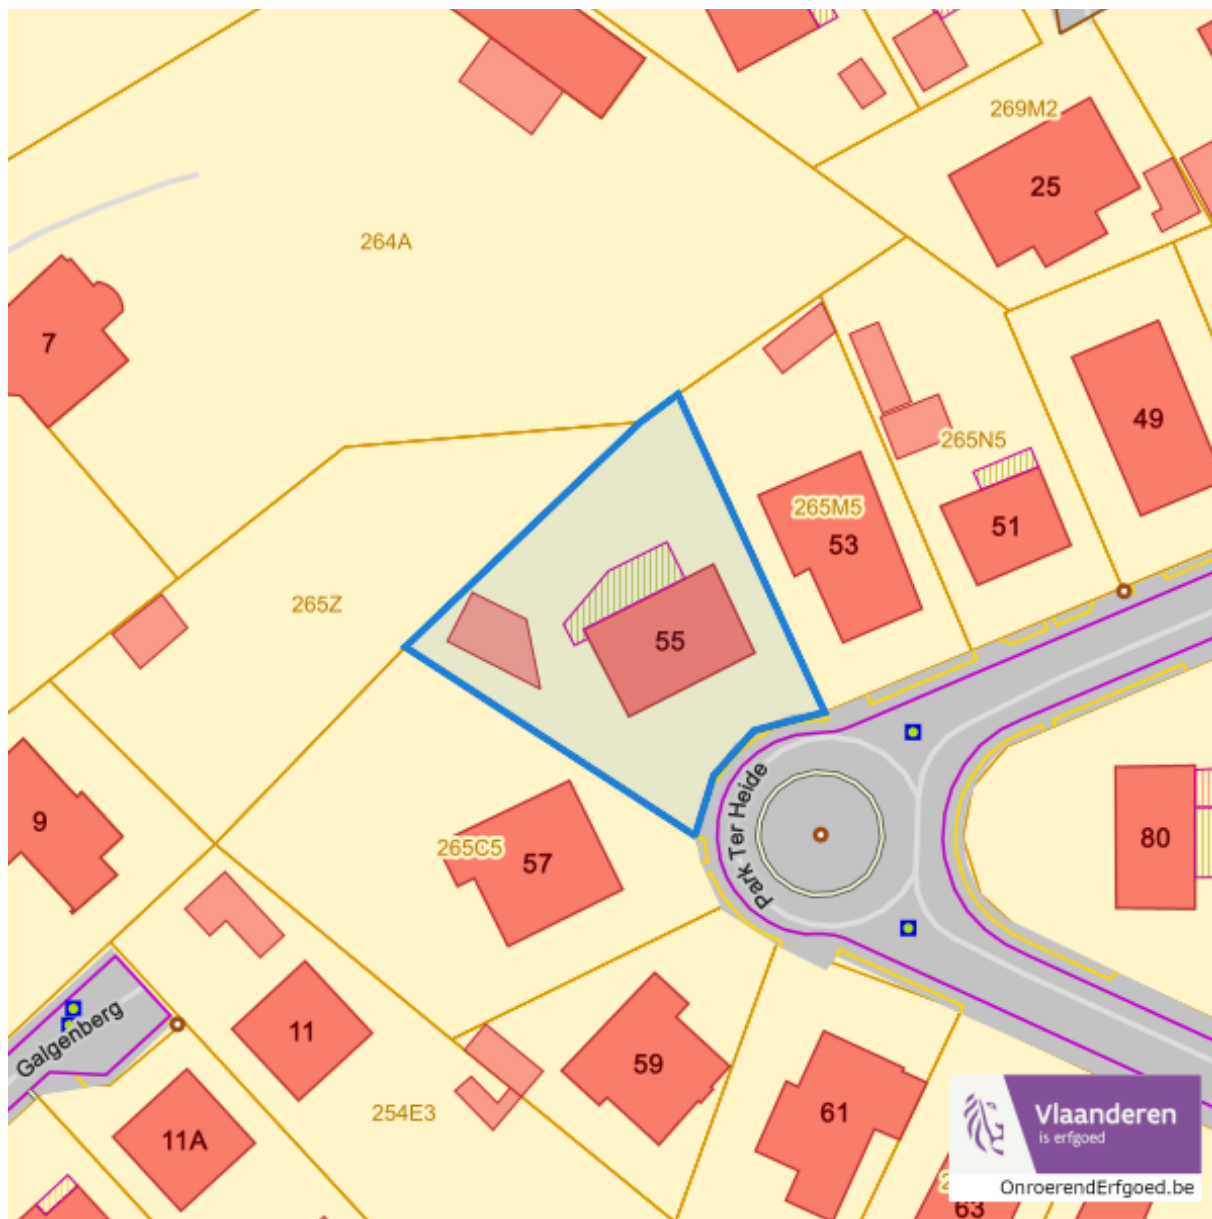 269M2
25
264A
7
49
265N5
265M5
51
53
265Z
55
Park Ter Heide
9
80
265C5
57
Galgenberg
11
59
254E3
61
11A
Vlaanderen
is erfgoed
OnroerendErfgoed.be
63